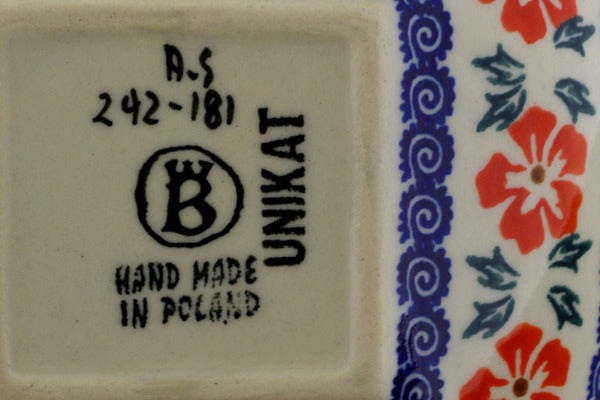 A.S
242-181
B
HAND MADE
IN POLAND
UNIKAT